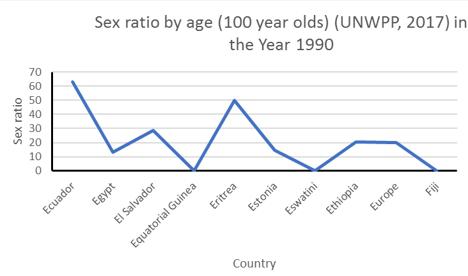 Sex ratio by age (100 year olds) (UNWPP, 2017) in
the Year 1990
Sex ratio
70
60
50
40
30
20
10
0
Ecuador
Egypt
El Salvador
Equatorial Guinea
Eritrea
Estonia
Eswatini
Ethiopia
Europe
Fiji
Country